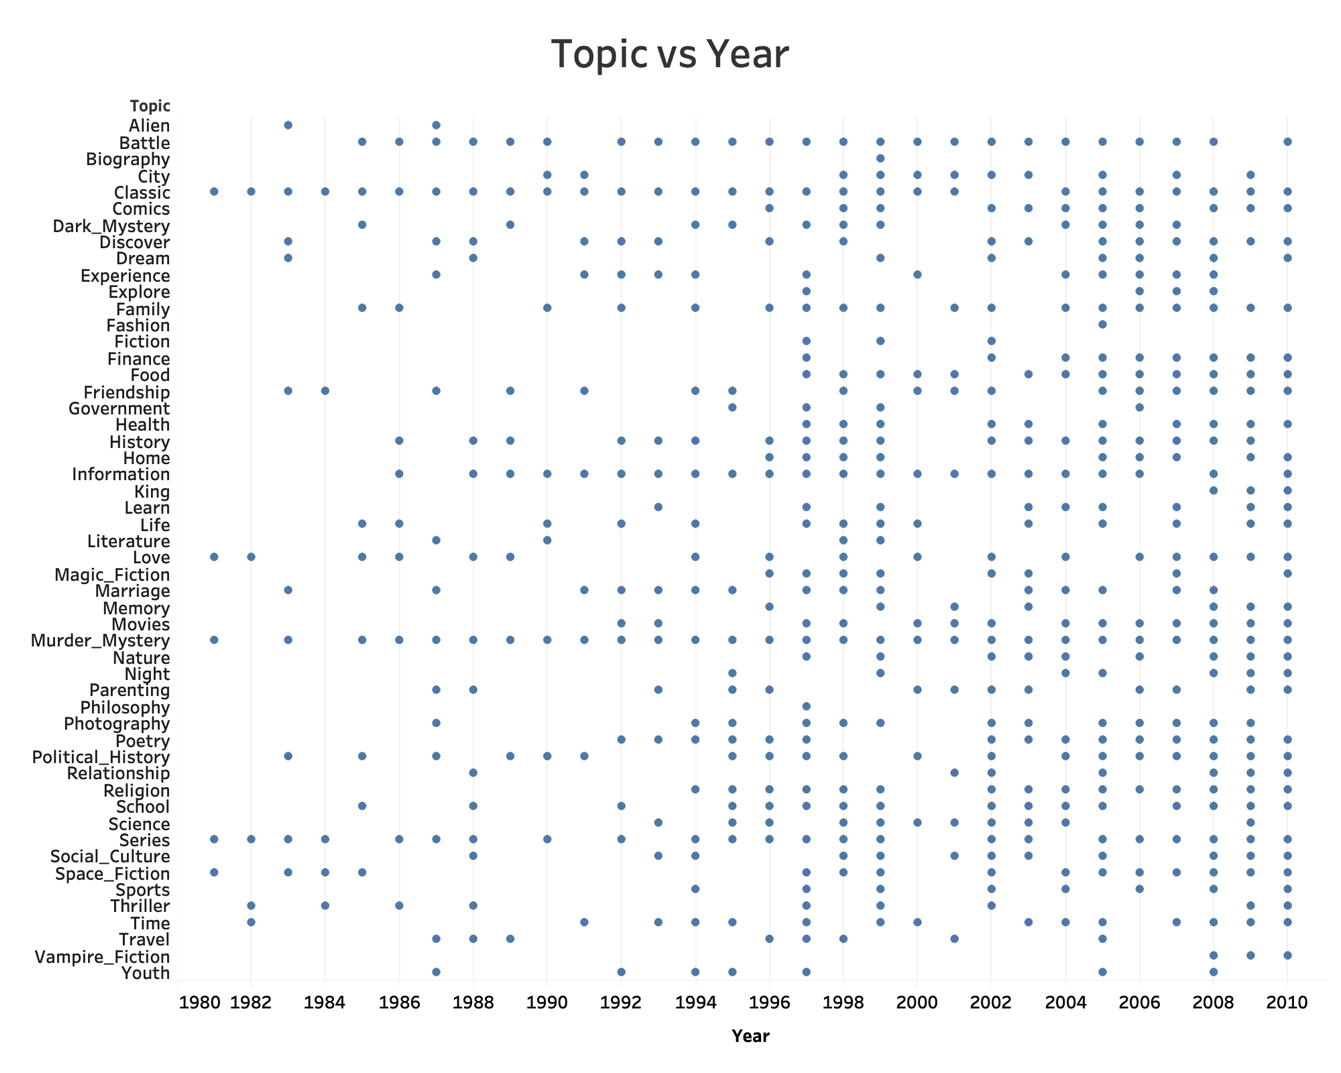 Topic vs Year
Topic
Alien
Battle
Biography
City
Classic
Comics
Dark_Mystery
Discover
Dream
Experience
Explore
Family
Fashion
Fiction
Finance
Food
Friendship
Government
Health
History
Home
Information
King
Learn
Life
Literature
Love
Magic_Fiction
Marriage
Memory
Movies
Murder_Mystery
Nature
Night
Parenting
Philosophy
Photography
Poetry
Political_History
Relationship
Religion
School
Science
Series
Social_Culture
Space_Fiction
Sports
Thriller
Time
Travel
Vampire_Fiction
Youth
1980 1982 1984 1986 1988 1990 1992 1994 1996 1998 2000 2002 2004 2006 2008 2010
Year